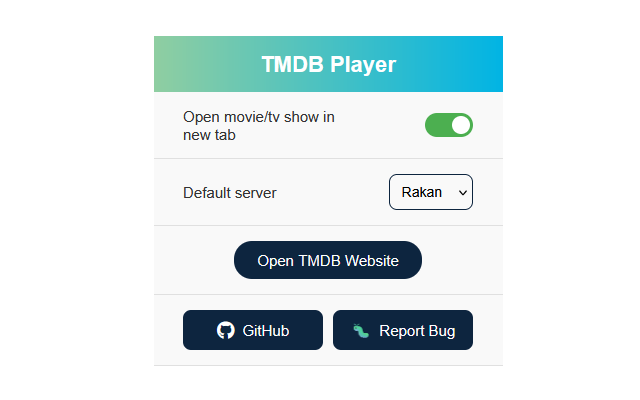 TMDB Player
Open movie/tv show in
new tab
Default server
Rakan
Open TMDB Website
GitHub
Report Bug